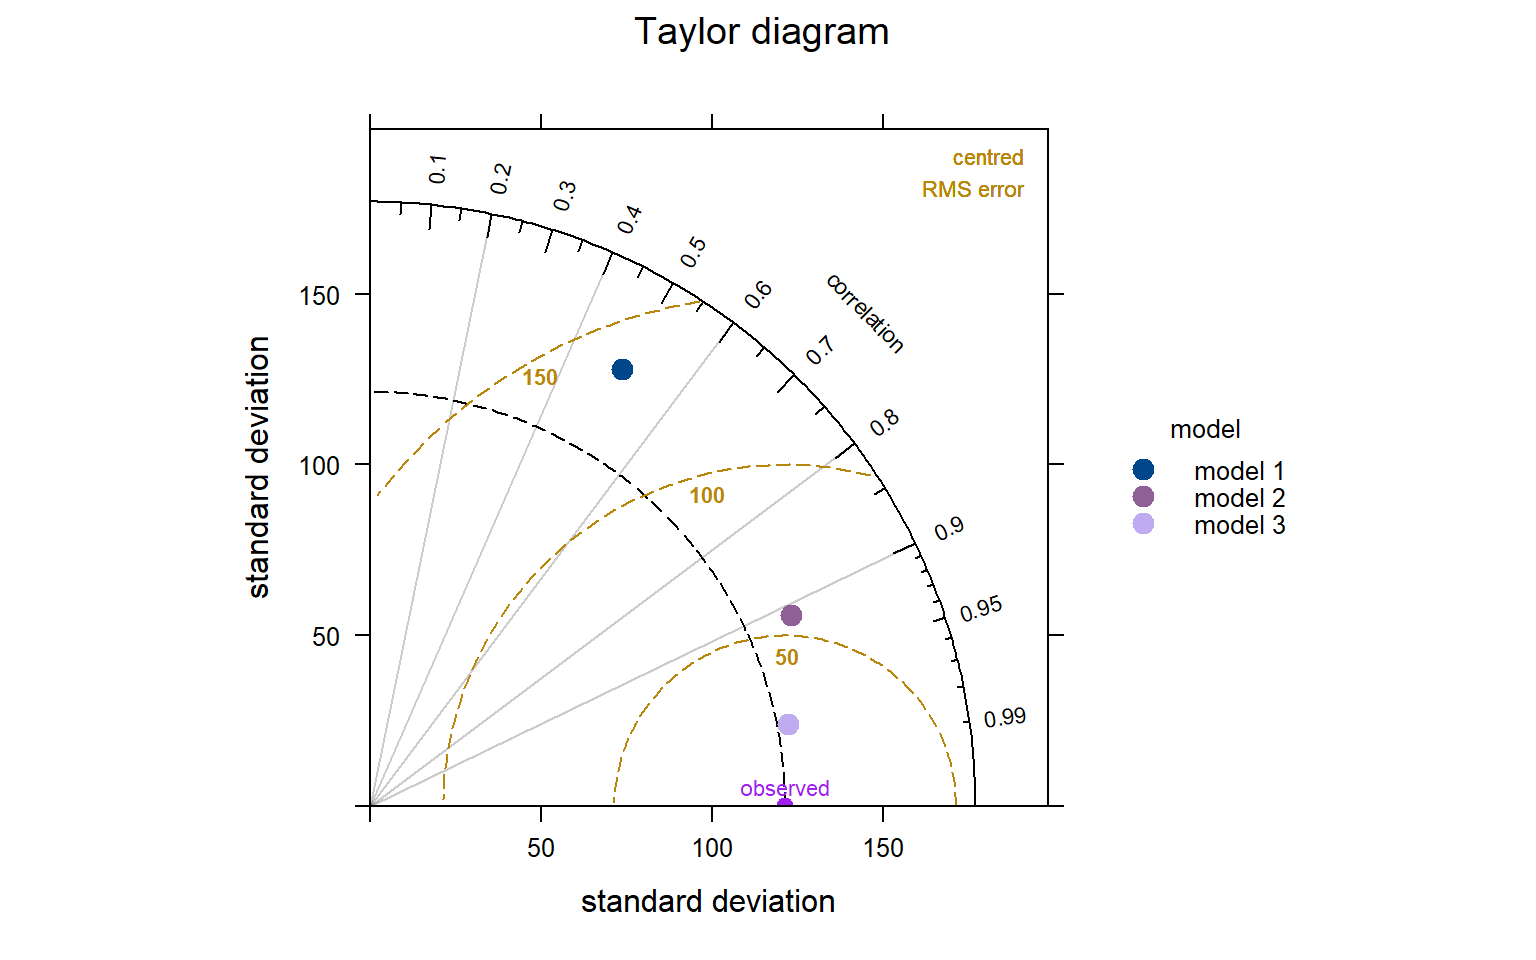 Taylor diagram
centred
RMS error
0.1
0.2
0.3
0.4
0.5
0.6
0.7
0.8
0.9
0.95
0.99
correlation
150
100
50
standard deviation
150
100
50
observed
50
100
150
standard deviation
model
model 1
model 2
model 3